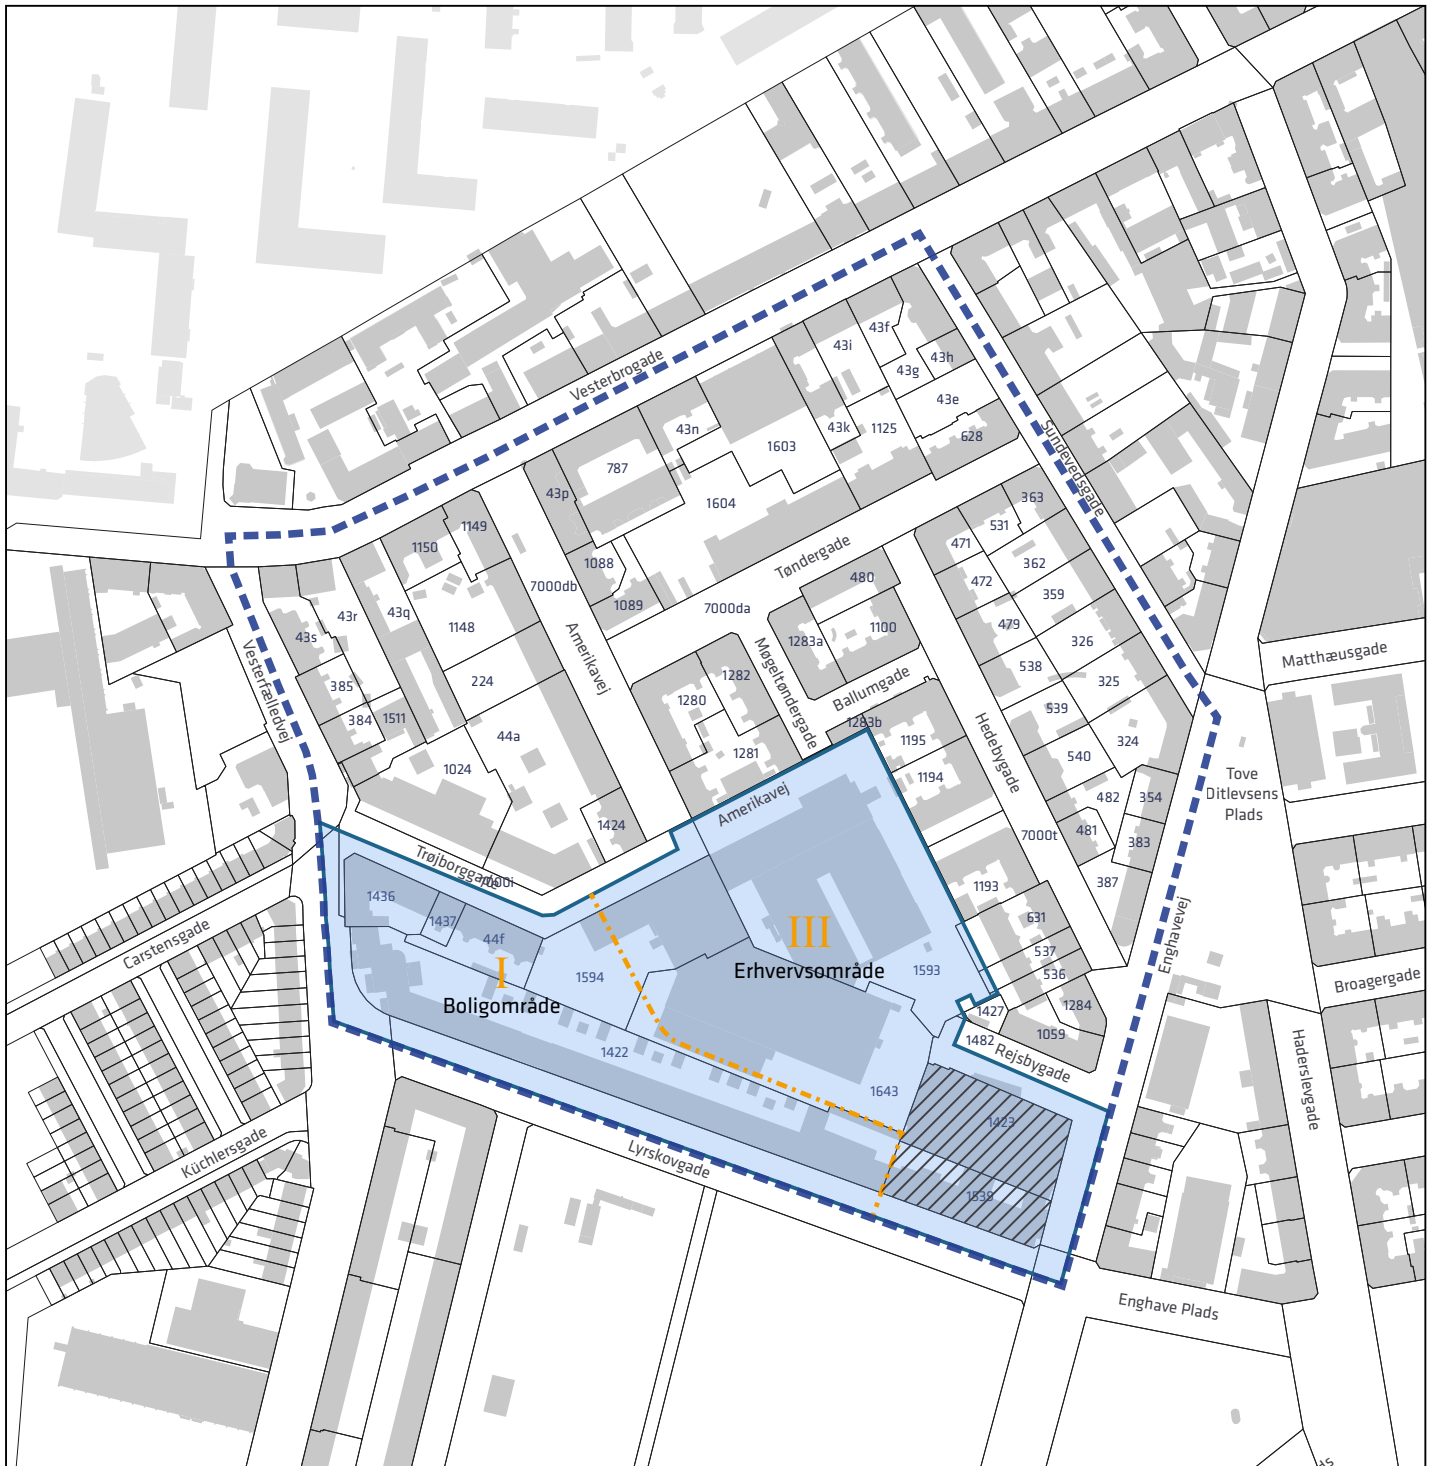 Vesterbrogade
43f
43i
43h
43g
43e
43n
43k
1125
628
1603
787
Sundevedsgade
43p
1604
363
1149
531
1150
471
Tøndergade
362
1088
480
472
7000db
359
1089
7000da
43r
43q
1148
1100
479
43s
1283a
326
Amerikavej
Møgeltøndergade
Matthæusgade
Vesterfælledvej
538
1282
224
325
385
Ballumgade
1280
539
384
1511
1283b
44a
1195
324
1281
Hedebygade
540
1024
1194
Tove
Ditlevsens
Plads
482
354
Amerikavej
1424
481
7000t
383
Trøjborggade
7000i
387
1193
1436
631
1437
III
44f
Carstensgade
537
Enghavevej
I
Erhvervsområde
1593
536
1594
Broagergade
Boligområde
1284
1427
1059
1482
1422
Rejsbygade
Haderslevgade
1643
1423
Küchlersgade
Lyrskovgade
1538
Enghave Plads